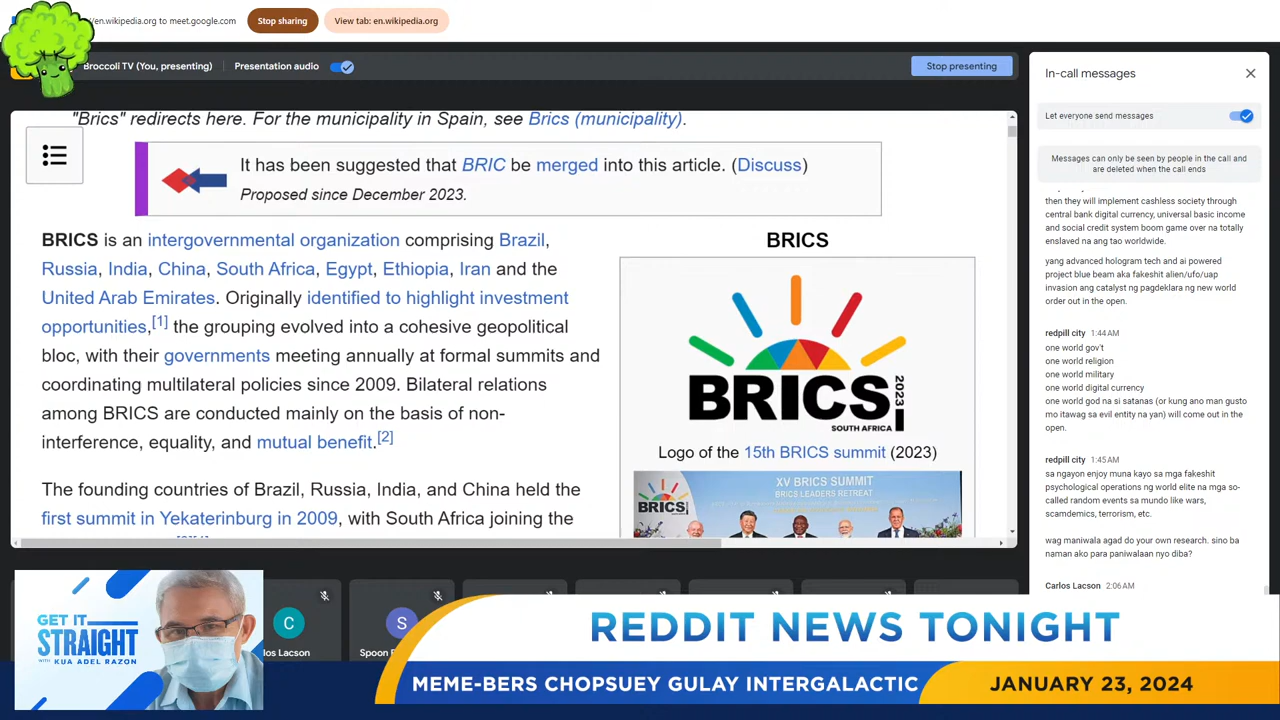 /en.wikipedia.org to meet.google.com
Stop sharing
View tab: en.wikipedia.org
Broccoli TV (You, presenting)
Presentation audio
Stop presenting
"Brics" redirects here. For the municipality in Spain, see Brics (municipality).
It has been suggested that BRIC be merged into this article. (Discuss)
Proposed since December 2023.
BRICS is an intergovernmental organization comprising Brazil,
Russia, India, China, South Africa, Egypt, Ethiopia, Iran and the
United Arab Emirates. Originally identified to highlight investment
opportunities,[1] the grouping evolved into a cohesive geopolitical
bloc, with their governments meeting annually at formal summits and
coordinating multilateral policies since 2009. Bilateral relations
among BRICS are conducted mainly on the basis of non-
interference, equality, and mutual benefit.[2]
The founding countries of Brazil, Russia, India, and China held the
first summit in Yekaterinburg in 2009, with South Africa joining the
BRICS
BRICS
2023
SOUTH AFRICA
Logo of the 15th BRICS summit (2023)
XV BRICS SUMMIT
BRICS LEADERS RETREAT
BRICS
In-call messages
Let everyone send messages
Messages can only be seen by people in the call and
are deleted when the call ends
then they will implement cashless society through
central bank digital currency, universal basic income
and social credit system boom game over na totally
enslaved na ang tao worldwide.
yang advanced hologram tech and ai powered
project blue beam aka fakeshit alien/ufo/uap
invasion ang catalyst ng pagdeklara ng new world
order out in the open.
redpill city 1:44 AM
one world gov't
one world religion
one world military
one world digital currency
one world god na si satanas (or kung ano man gusto
mo itawag sa evil entity na yan) will come out in the
open.
redpill city 1:45 AM
sa ngayon enjoy muna kayo sa mga fakeshit
psychological operations ng world elite na mga so-
called random events sa mundo like wars,
scamdemics, terrorism, etc.
wag maniwala agad do your own research. sino ba
naman ako para paniwalaan nyo diba?
Carlos Lacson 2:06 AM
C
los Lacson
S
Spoon
GET IT
STRAIGHT
WITH KUA ADEL RAZON
REDDIT NEWS TONIGHT
MEME-BERS CHOPSUEY GULAY INTERGALACTIC
JANUARY 23, 2024